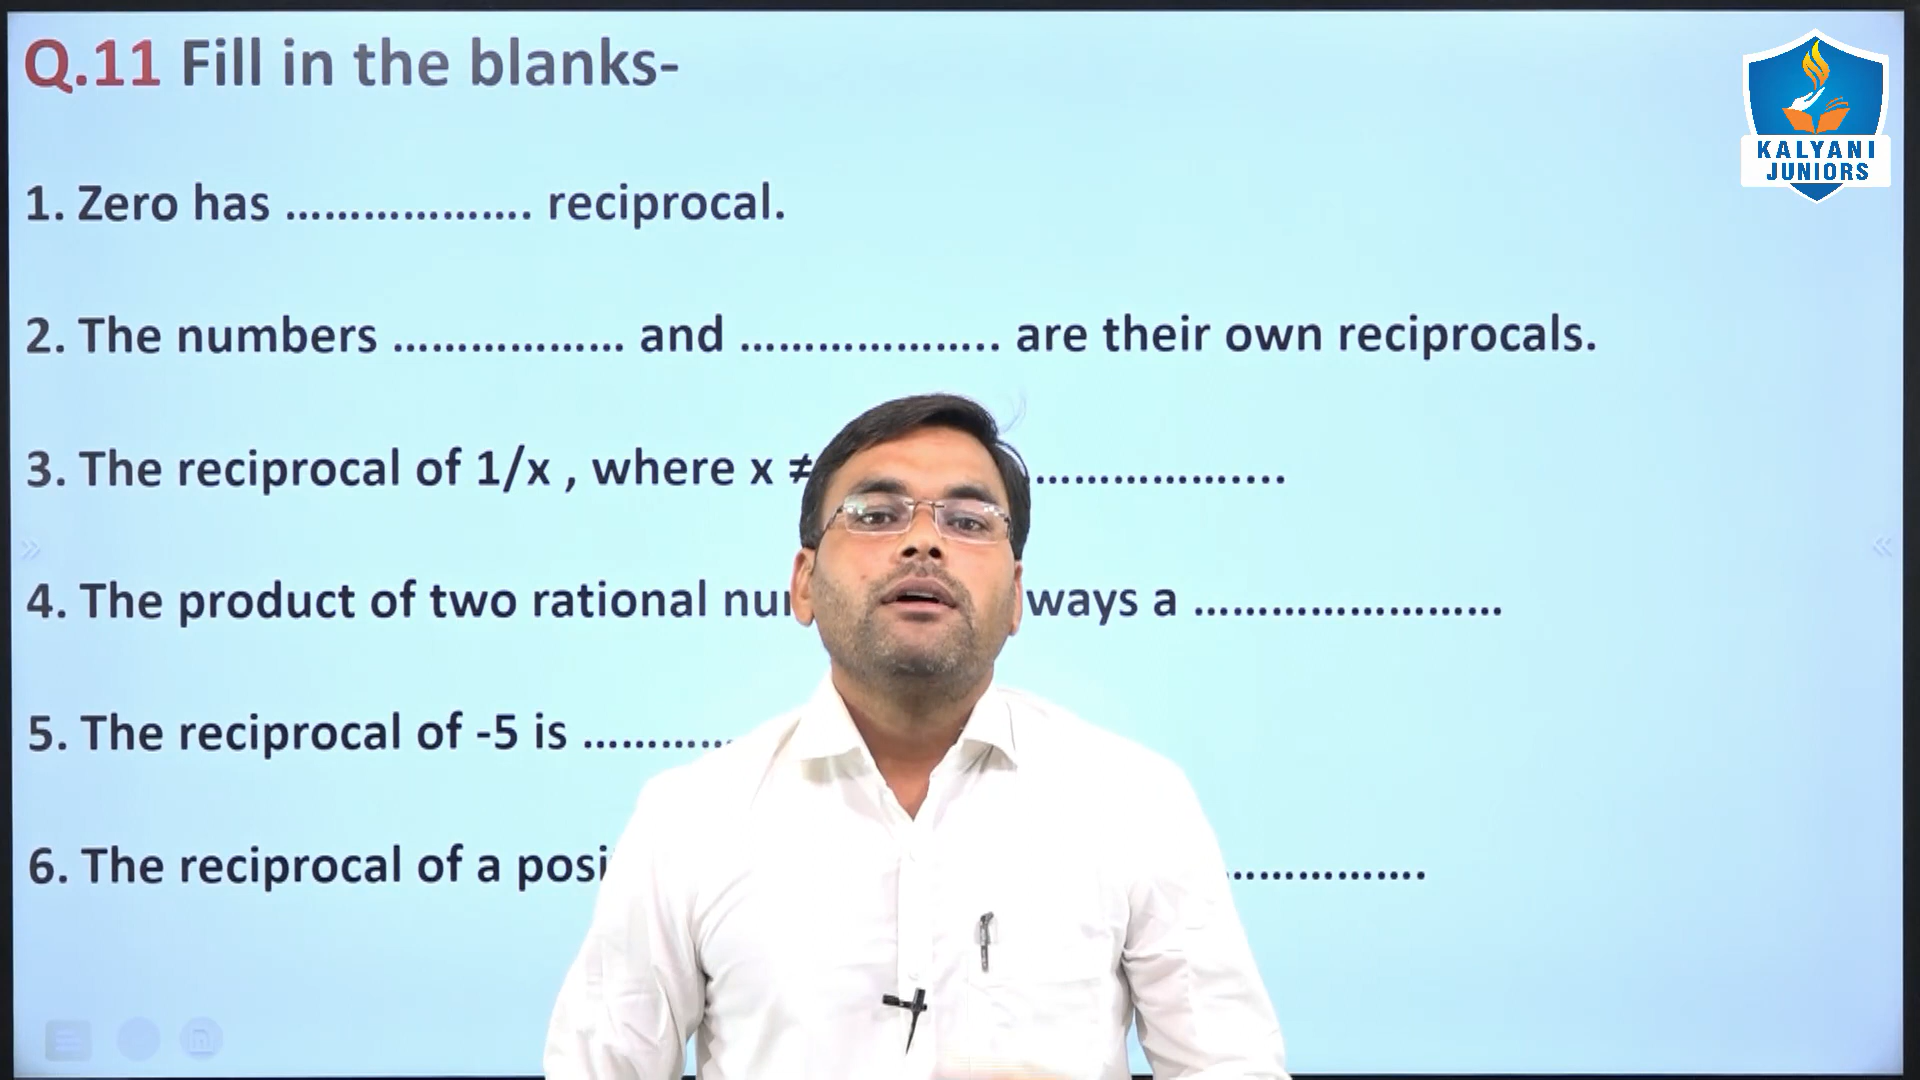 Q.11 Fill in the blanks-
KALYANI
JUNIORS
1. Zero has ………………. reciprocal.
2. The numbers ……………… and ……………….. are their own reciprocals.
3. The reciprocal of 1/x , where x ≠ ………………..
4. The product of two rational ways a ……………………
5. The reciprocal of -5 is …………
6. The reciprocal of a …………….